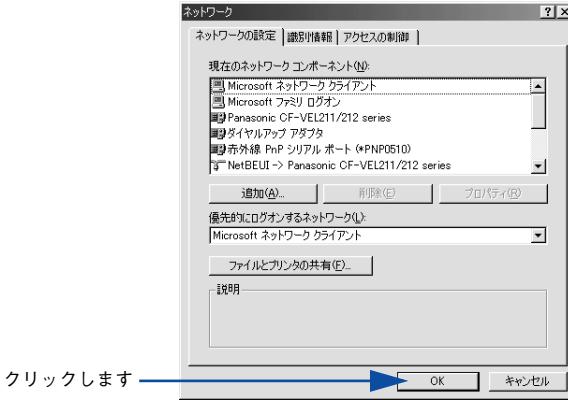 ネットワーク
ネットワークの設定 識別情報 アクセスの制御
現在のネットワーク コンポーネント(N):
Microsoft ネットワーク クライアント
Microsoft ファミリ ログオン
Panasonic CF-VEL211/212 series
ダイヤルアップ アダプタ
赤外線 PnP シリアル ポート (*PNP0510)
NetBEUI -> Panasonic CF-VEL211/212 series
追加(A)... 削除(E) プロパティ(R)
優先的にログオンするネットワーク(L):
Microsoft ネットワーク クライアント
ファイルとプリンタの共有(F)...
説明
クリックします
OK キャンセル